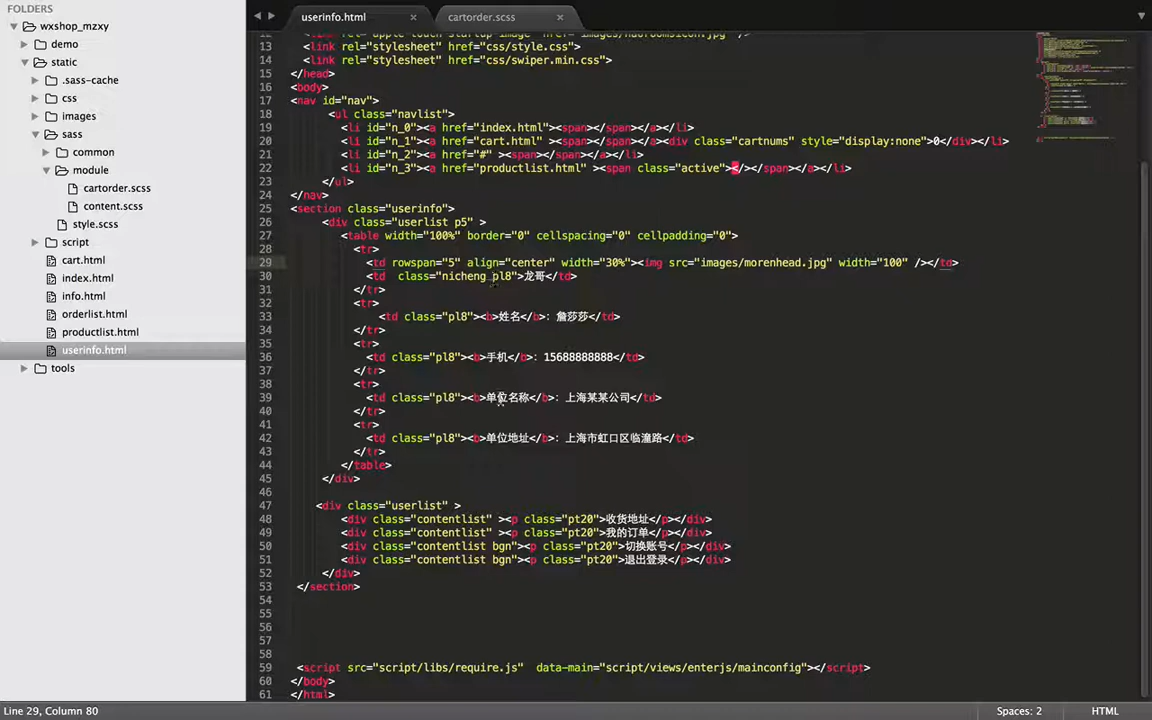 FOLDERS
wxshop_mzxy
demo
static
.sass-cache
css
images
sass
common
module
cartorder.scss
content.scss
style.scss
script
cart.html
index.html
info.html
orderlist.html
productlist.html
userinfo.html
tools
userinfo.html × cartorder.scss ×
13 <link rel="stylesheet" href="css/style.css">
14 <link rel="stylesheet" href="css/swiper.min.css">
15 </head>
16 <body>
17 <nav id="nav">
18 <ul class="navlist">
19 <li id="n_0"><a href="index.html"><span></span></a></li>
20 <li id="n_1"><a href="cart.html" ><span></span></a><div class="cartnums" style="display:none">0</div></li>
21 <li id="n_2"><a href="#" ><span></span></a></li>
22 <li id="n_3"><a href="productlist.html" ><span class="active"></></span></a></li>
23 </ul>
24 </nav>
25 <section class="userinfo">
26 <div class="userlist p5" >
27 <table width="100%" border="0" cellspacing="0" cellpadding="0">
28 <tr>
29 <td rowspan="5" align="center" width="30%"><img src="images/morenhead.jpg" width="100" /></td>
30 <td class="nicheng pl8">龙哥</td>
31 </tr>
32 <tr>
33 <td class="pl8"><b>姓名</b>: 詹莎莎</td>
34 </tr>
35 <tr>
36 <td class="pl8"><b>手机</b>: 15688888888</td>
37 </tr>
38 <tr>
39 <td class="pl8"><b>单位名称</b>: 上海某某公司</td>
40 </tr>
41 <tr>
42 <td class="pl8"><b>单位地址</b>: 上海市虹口区临潼路</td>
43 </tr>
44 </table>
45 </div>
46
47 <div class="userlist" >
48 <div class="contentlist" ><p class="pt20">收货地址</p></div>
49 <div class="contentlist" ><p class="pt20">我的订单</p></div>
50 <div class="contentlist bgn"><p class="pt20">切换账号</p></div>
51 <div class="contentlist bgn"><p class="pt20">退出登录</p></div>
52 </div>
53 </section>
54
55
56
57
58
59 <script src="script/libs/require.js" data-main="script/views/enterjs/mainconfig"></script>
60 </body>
61 </html>
Line 29, Column 80 Spaces: 2 HTML